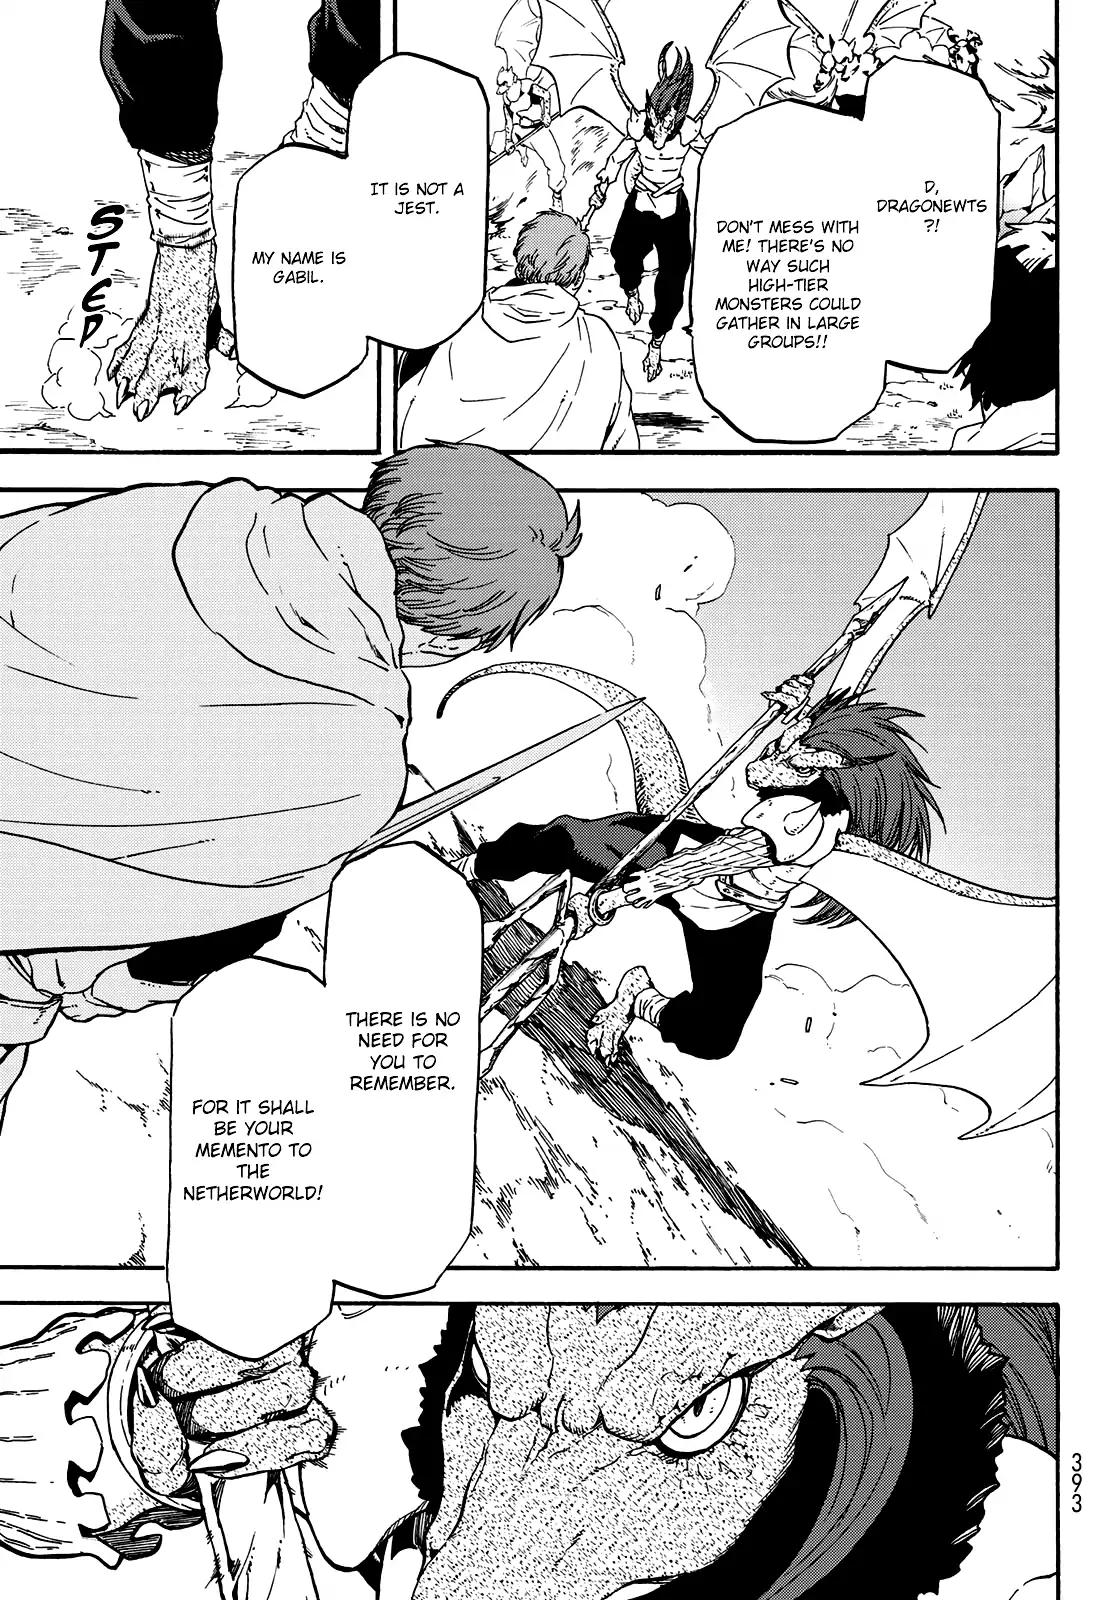 D,
DRAGONEWTS
?!
DON'T MESS WITH
ME! THERE'S NO
WAY SUCH
HIGH-TIER
MONSTERS COULD
GATHER IN LARGE
GROUPS!!
IT IS NOT A
JEST.
MY NAME IS
GABIL.
STEP
THERE IS NO
NEED FOR
YOU TO
REMEMBER.
FOR IT SHALL
BE YOUR
MEMENTO TO
THE
NETHERWORLD!
393